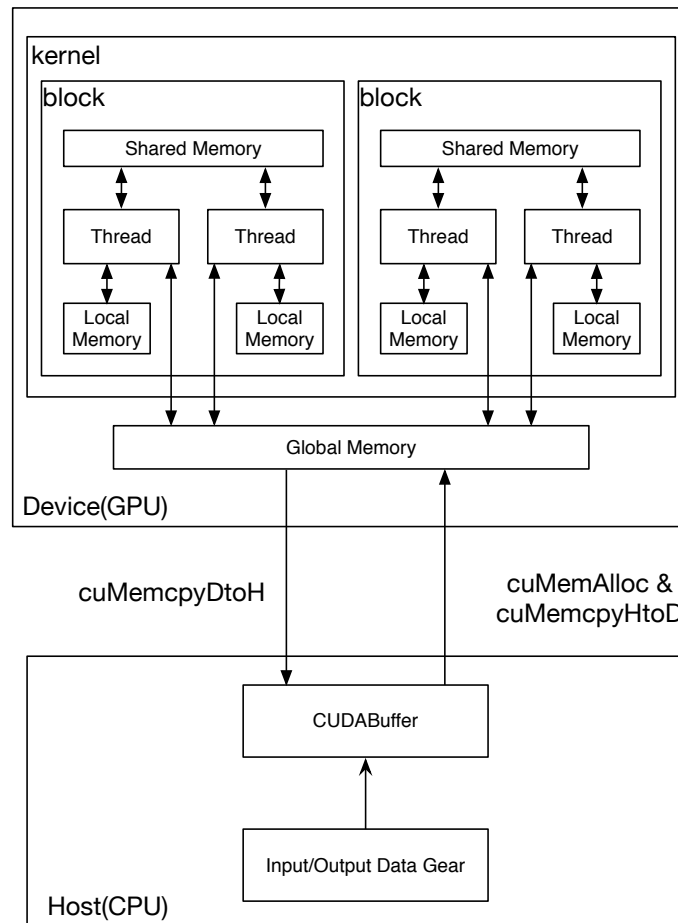 kernel
block
block
Shared Memory
Shared Memory
Thread
Thread
Thread
Thread
Local
Memory
Local
Memory
Local
Memory
Local
Memory
Global Memory
Device(GPU)
cuMemcpyDtoH
cuMemAlloc &
cuMemcpyHtoD
CUDABuffer
Input/Output Data Gear
Host(CPU)